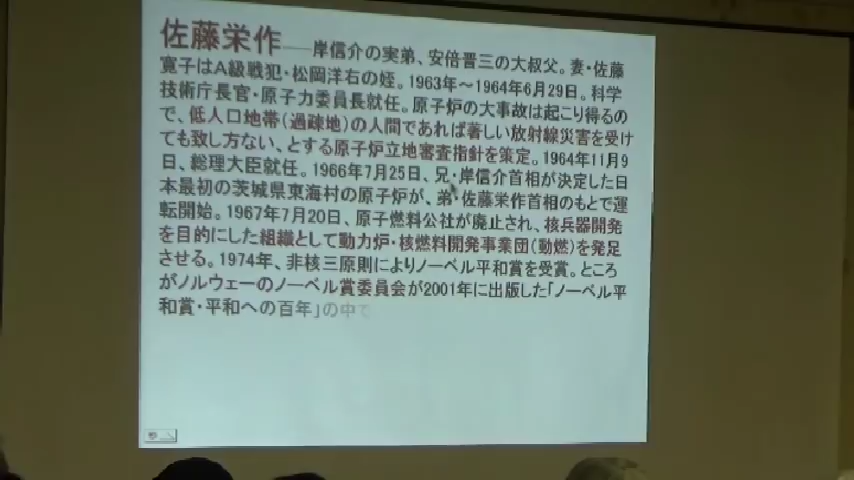 佐藤栄作――岸信介の実弟、安倍晋三の大叔父。妻・佐藤
寛子はA級戦犯・松岡洋右の姪。1963年～1964年6月29日。科学
技術庁長官・原子力委員長就任。原子炉の大事故は起こり得るの
で、低人口地帯(過疎地)の人間であれば著しい放射線災害を受け
ても致し方ない、とする原子炉立地審査指針を策定。1964年11月9
日、総理大臣就任。1966年7月25日、兄・岸信介首相が決定した日
本最初の茨城県東海村の原子炉が、弟・佐藤栄作首相のもとで運
転開始。1967年7月20日、原子燃料公社が廃止され、核兵器開発
を目的にした組織として動力炉・核燃料開発事業団(動燃)を発足
させる。1974年、非核三原則によりノーベル平和賞を受賞。ところ
がノルウェーのノーベル賞委員会が2001年に出版した「ノーベル平
和賞・平和への百年」の中で